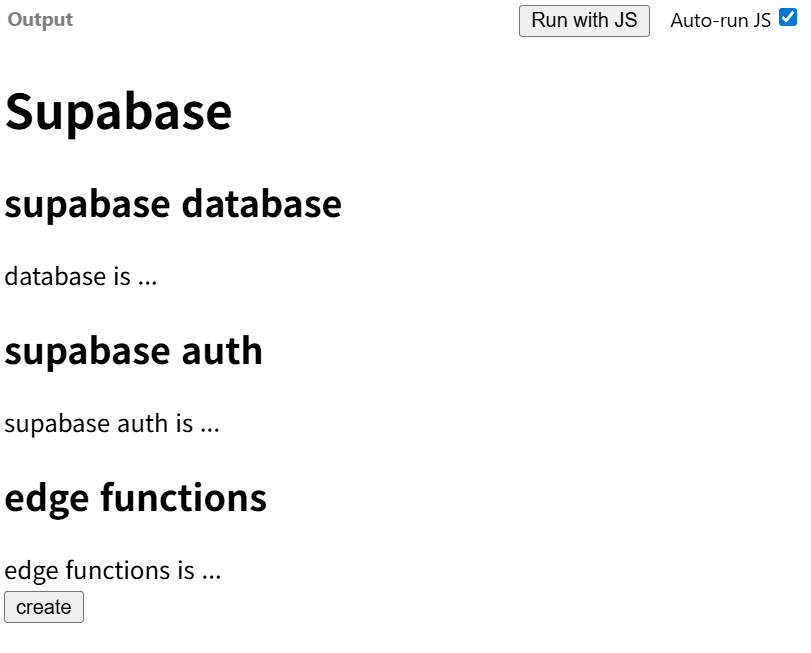 Output
Run with JS
Auto-run JS
Supabase
supabase database
database is ...
supabase auth
supabase auth is ...
edge functions
edge functions is ...
create